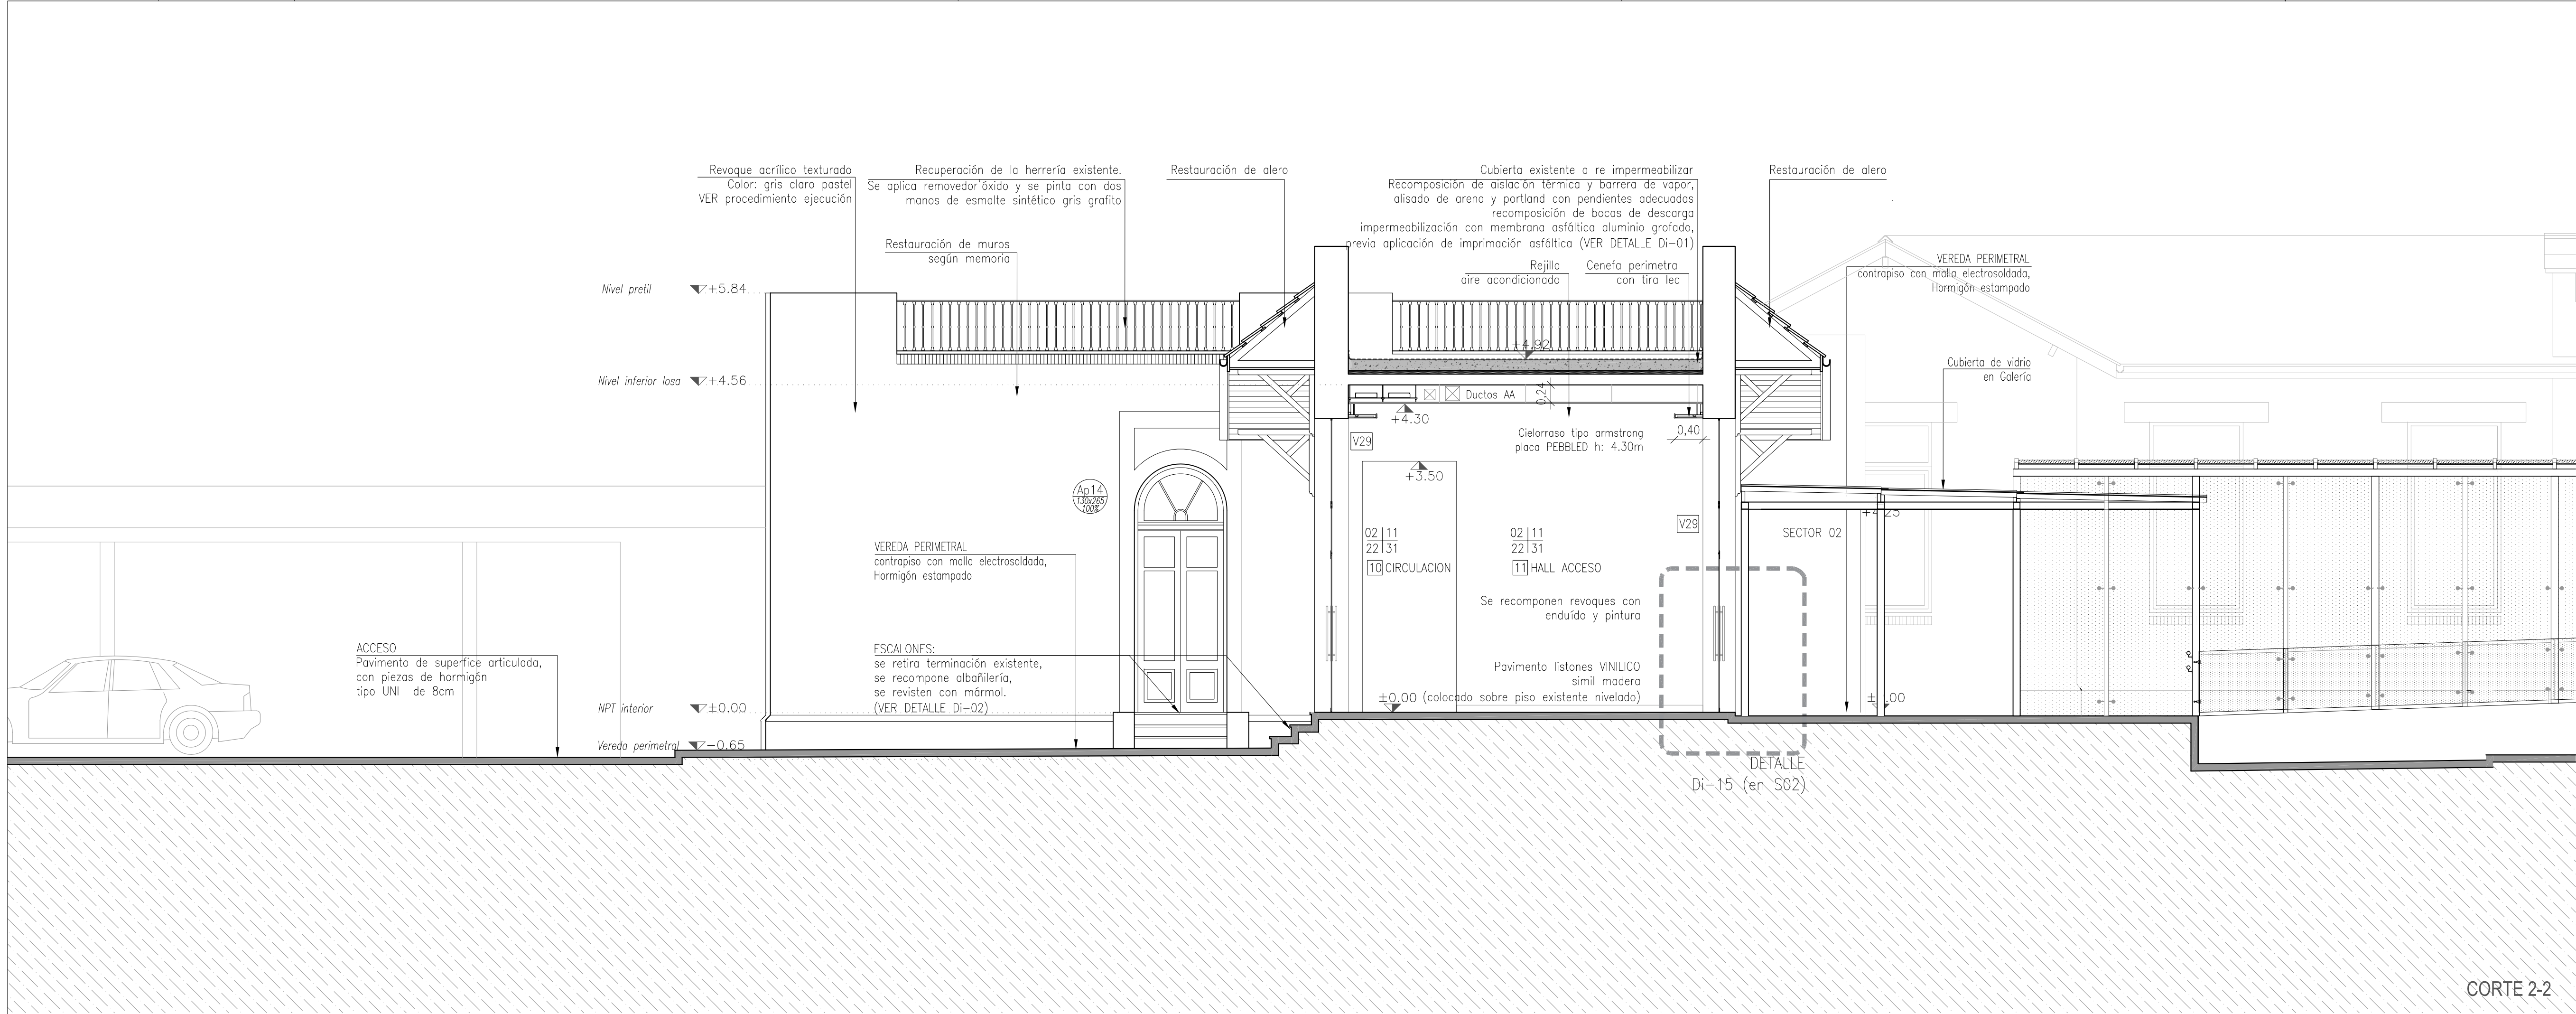 Revoque acrílico texturado
Color: gris claro pastel
VER procedimiento ejecución
Recuperación de la herrería existente.
Se aplica removedor óxido y se pinta con dos
manos de esmalte sintético gris grafito
Restauración de alero
Cubierta existente a re impermeabilizar
Recomposición de aislación térmica y barrera de vapor,
alisado de arena y portland con pendientes adecuadas
recomposición de bocas de descarga
impermeabilización con membrana asfáltica aluminio grofado,
previa aplicación de imprimación asfáltica (VER DETALLE Di-01)
Restauración de alero
Restauración de muros
según memoria
Rejilla
aire acondicionado
Cenefa perimetral
con tira led
VEREDA PERIMETRAL
contrapiso con malla electrosoldada,
Hormigón estampado
Nivel pretil
+5.84
+4.92
Cubierta de vidrio
en Galería
Nivel inferior losa
+4.56
Ductos AA
0.24
+4.30
V29
Cielorraso tipo armstrong
placa PEBBLED h: 4.30m
0,40
+3.50
Ap14
130x265
100%
02 11
22 31
10 CIRCULACION
02 11
22 31
11 HALL ACCESO
V29
SECTOR 02
+4.25
VEREDA PERIMETRAL
contrapiso con malla electrosoldada,
Hormigón estampado
Se recomponen revoques con
enduído y pintura
ACCESO
Pavimento de superfice articulada,
con piezas de hormigón
tipo UNI de 8cm
ESCALONES:
se retira terminación existente,
se recompone albañilería,
se revisten con mármol.
(VER DETALLE Di-02)
Pavimento listones VINILICO
simil madera
±0.00 (colocado sobre piso existente nivelado)
±0.00
NPT interior
±0.00
Vereda perimetral
-0.65
DETALLE
Di-15 (en S02)
CORTE 2-2